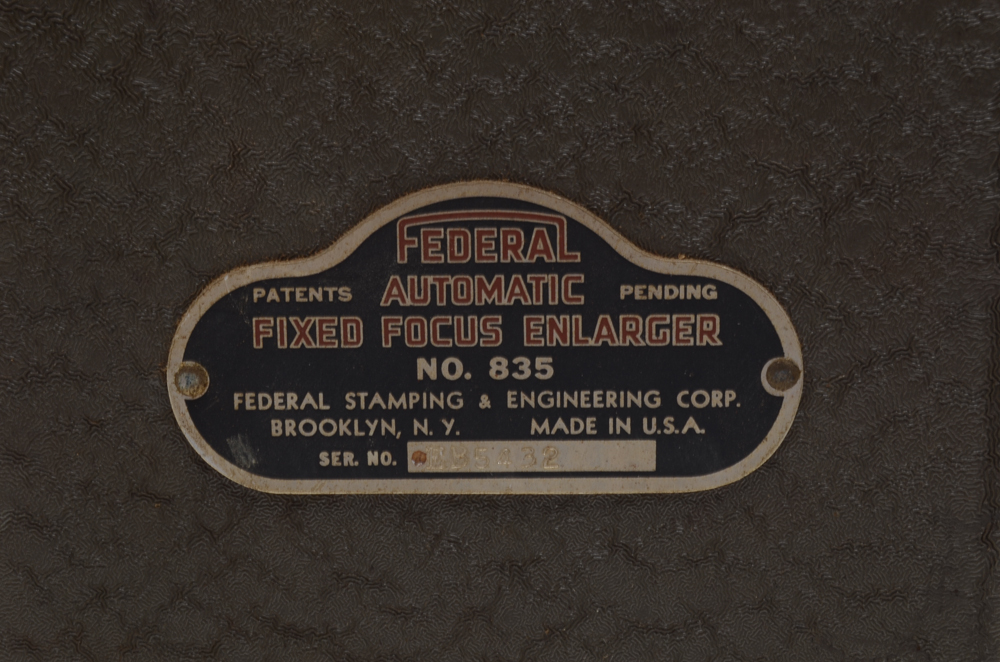 FEDERAL
PATENTS AUTOMATIC PENDING
FIXED FOCUS ENLARGER
NO. 835
FEDERAL STAMPING & ENGINEERING CORP.
BROOKLYN, N. Y. MADE IN U.S.A.
SER. NO.